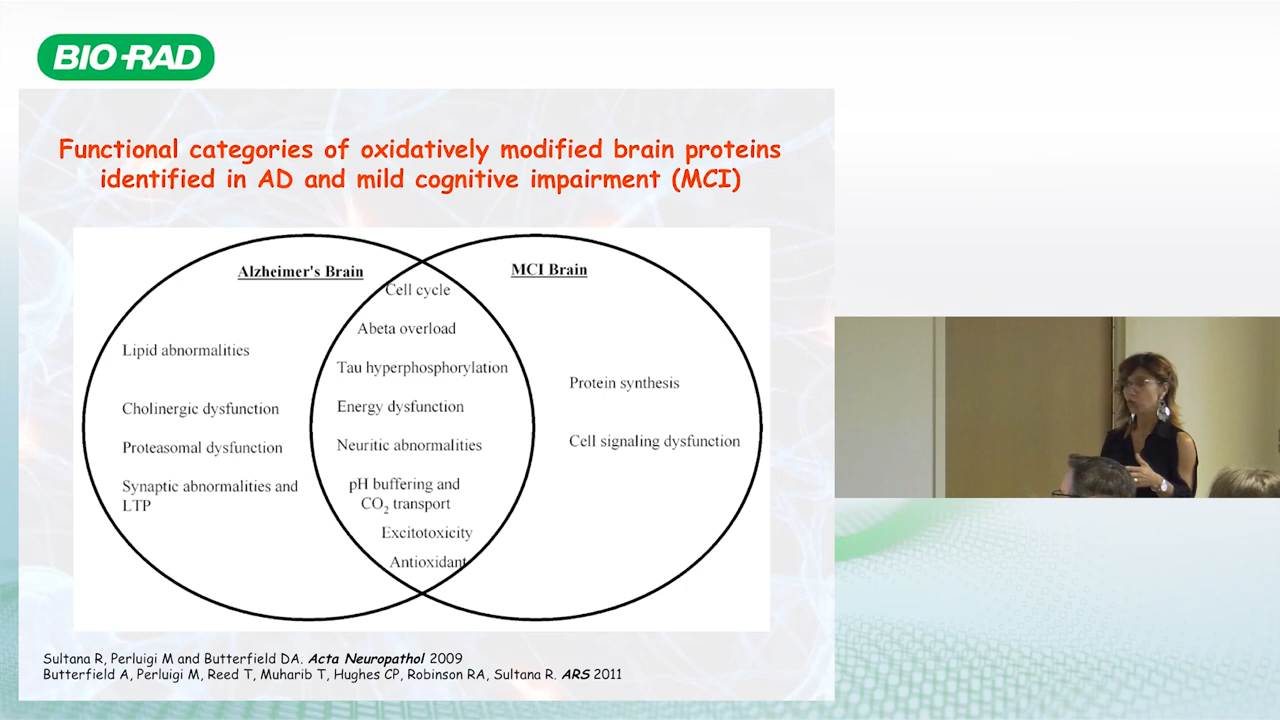 BIO-RAD
Functional categories of oxidatively modified brain proteins
identified in AD and mild cognitive impairment (MCI)
Alzheimer's Brain
MCI Brain
Cell cycle
Abeta overload
Lipid abnormalities
Tau hyperphosphorylation
Protein synthesis
Cholinergic dysfunction
Energy dysfunction
Proteasomal dysfunction
Neuritic abnormalities
Cell signaling dysfunction
Synaptic abnormalities and
LTP
pH buffering and
CO2 transport
Excitotoxicity
Antioxidant
Sultana R, Perluigi M and Butterfield DA. Acta Neuropathol 2009
Butterfield A, Perluigi M, Reed T, Muharib T, Hughes CP, Robinson RA, Sultana R. ARS 2011